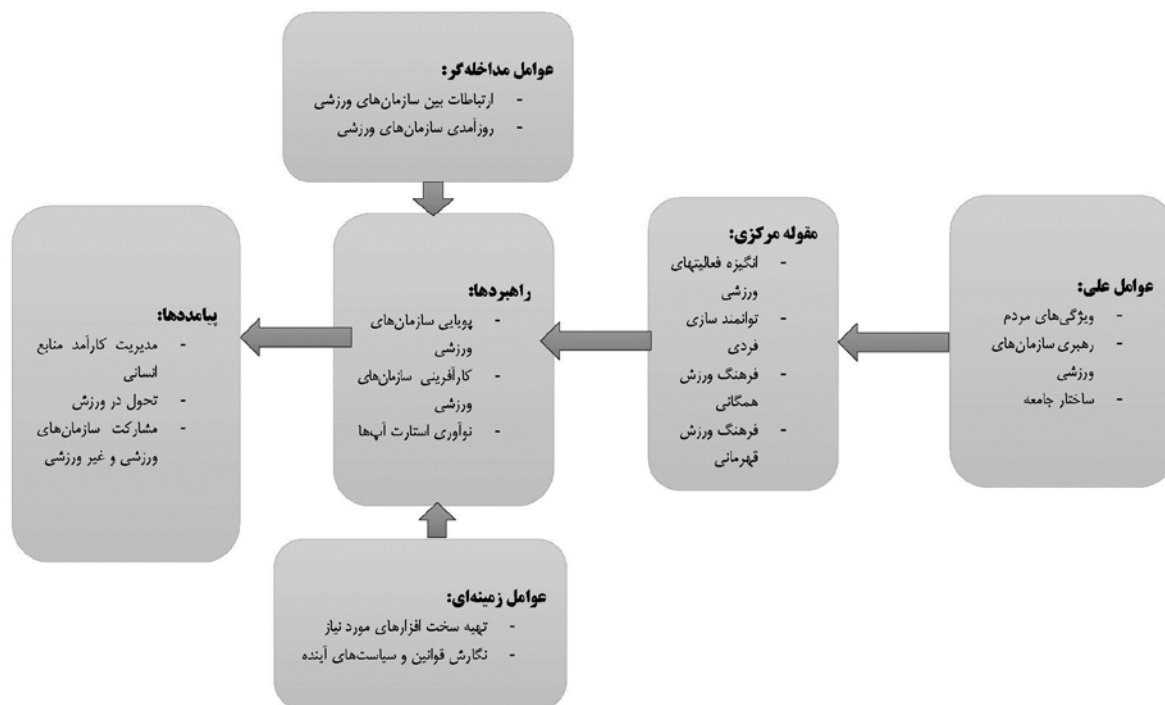 عوامل مداخله‌گر:
- ارتباطات بین سازمان‌های ورزشی
- روزآمدی سازمان‌های ورزشی
عوامل علی:
- ویژگی‌های مردم
- رهبری سازمان‌های
ورزشی
- ساختار جامعه
مقوله مرکزی:
- انگیزه فعالیتهای
ورزشی
- توانمند سازی
فردی
- فرهنگ ورزش
همگانی
- فرهنگ ورزش
قهرمانی
راهبردها:
- پویایی سازمان‌های
ورزشی
- کارآفرینی سازمان‌های
ورزشی
- نوآوری استارت آپ‌ها
پیامددها:
- مدیریت کارآمد منابع
انسانی
- تحول در ورزش
- مشارکت سازمان‌های
ورزشی و غیر ورزشی
عوامل زمینه‌ای:
- تهیه سخت افزارهای مورد نیاز
- نگارش قوانین و سیاست‌های آینده